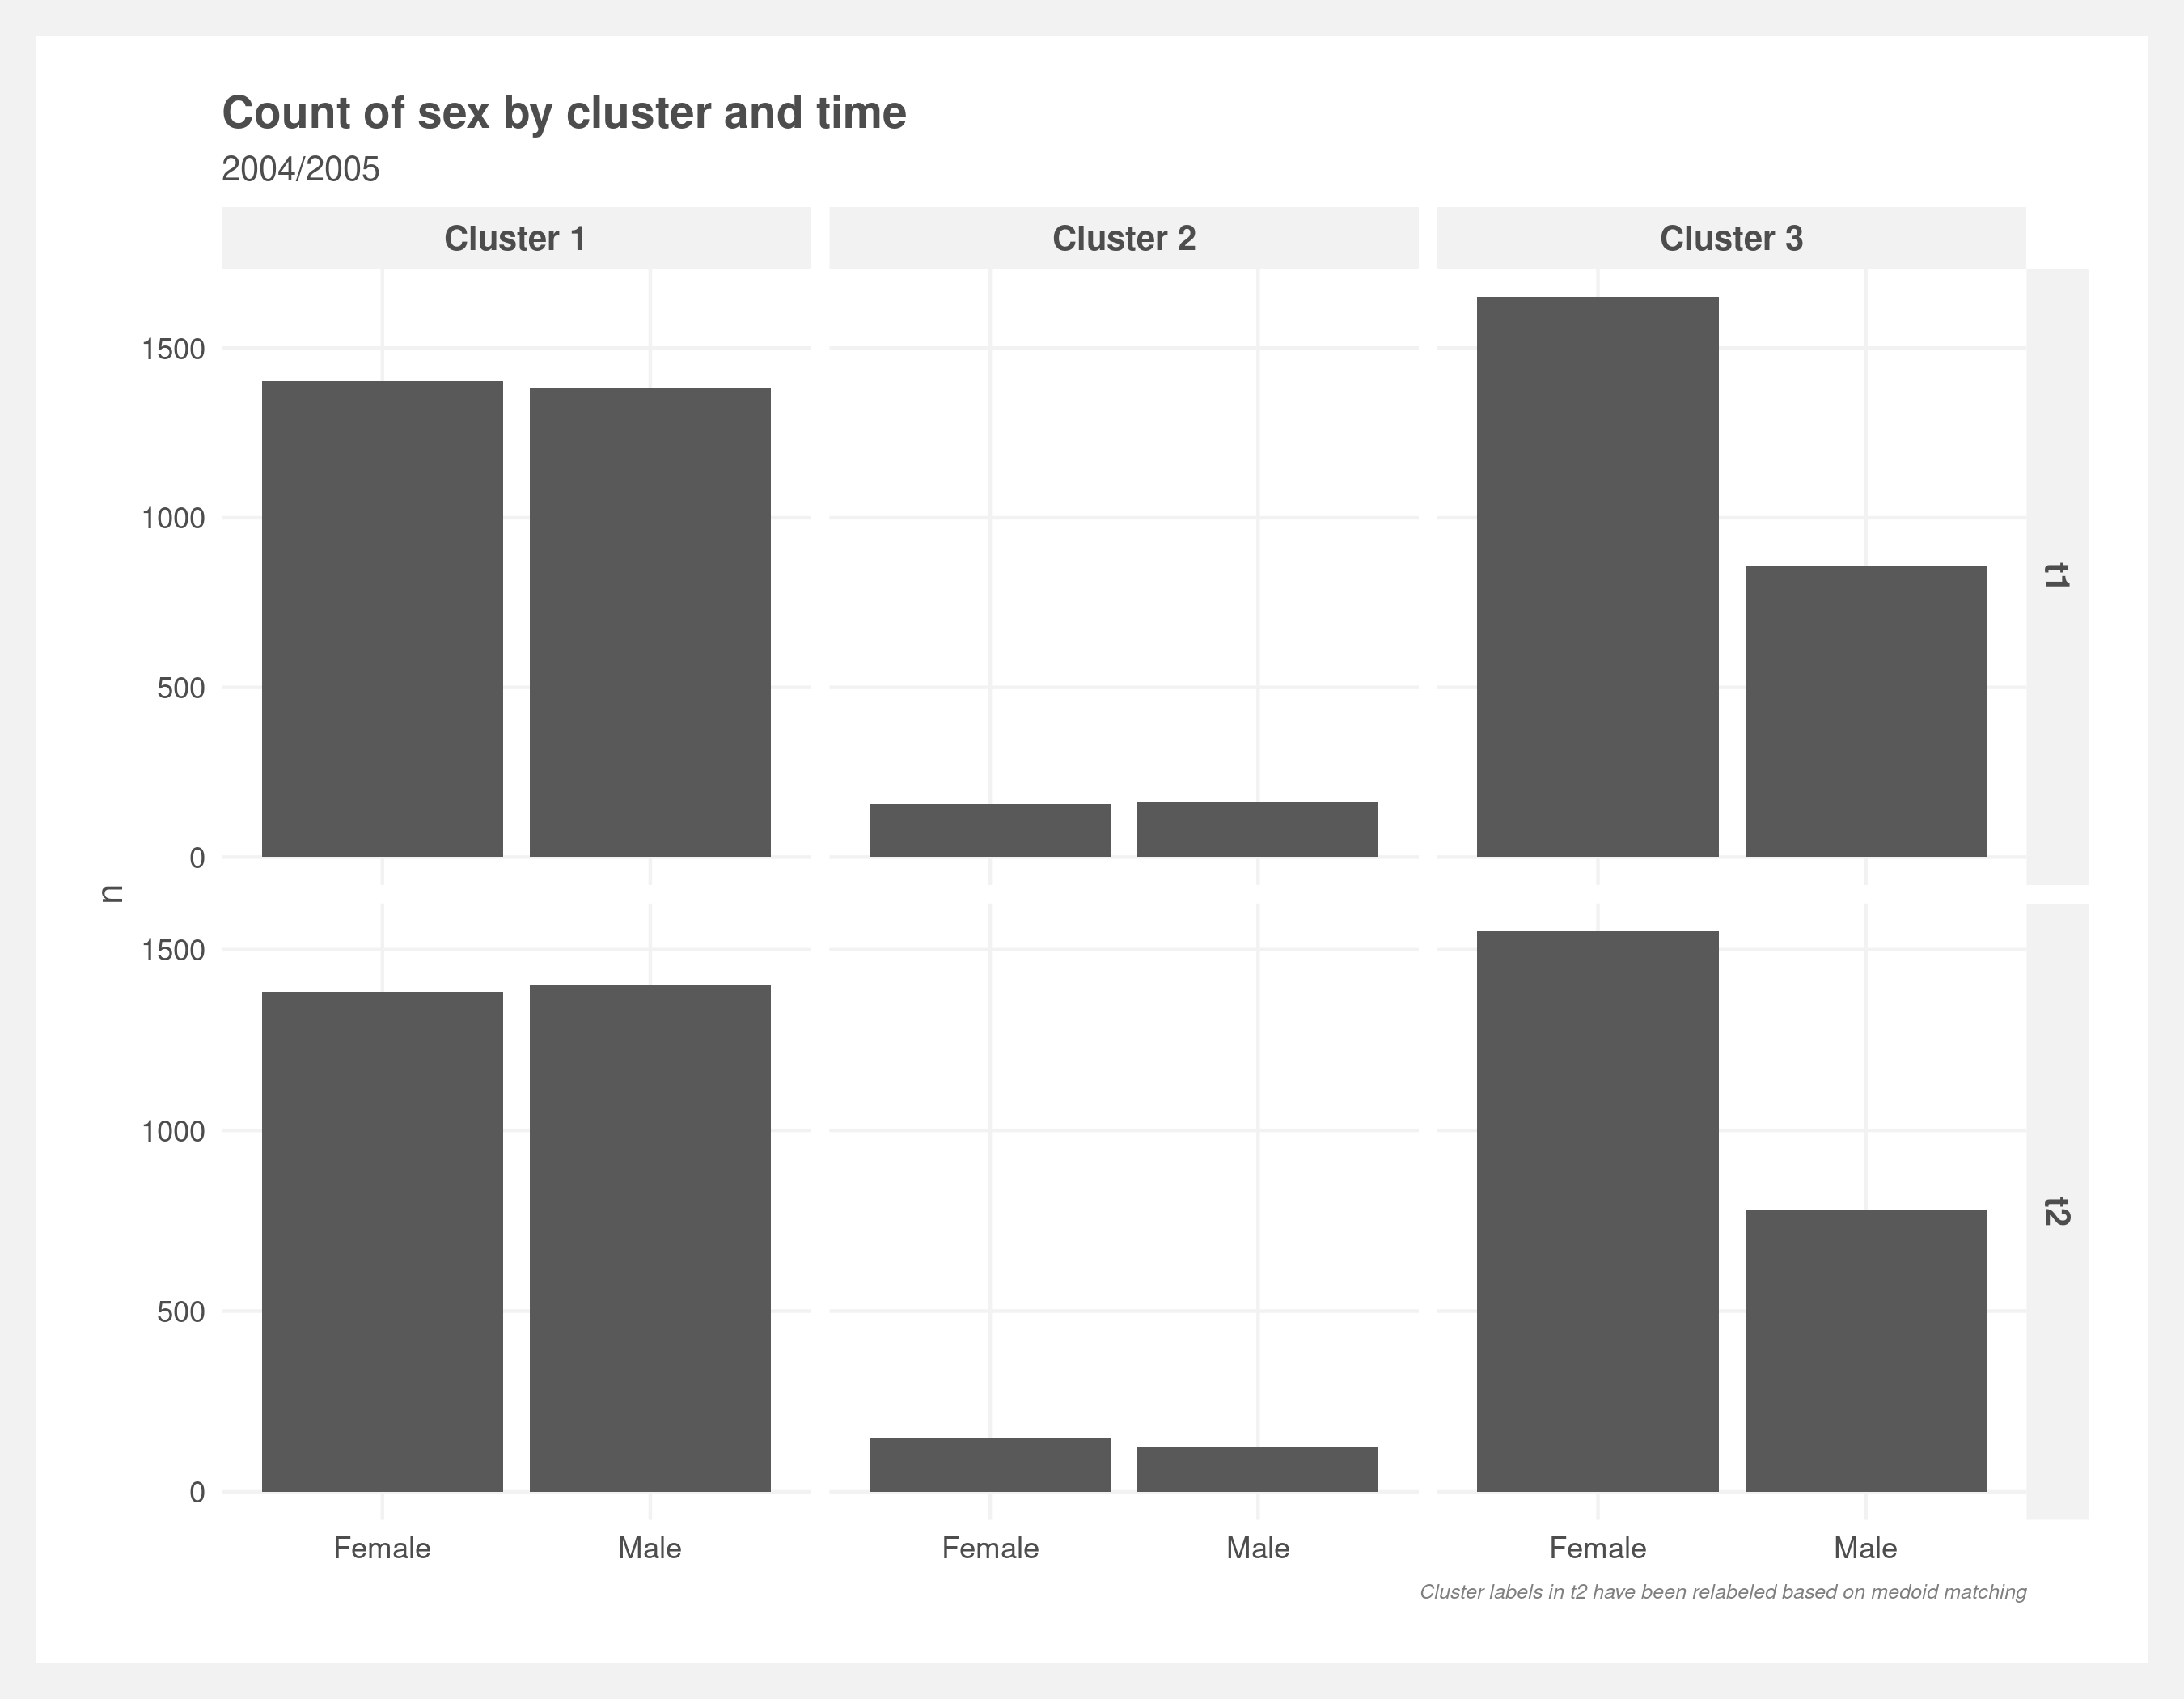 Count of sex by cluster and time
2004/2005
Cluster 1 Cluster 2 Cluster 3
1500
1000
500
0
t1
n
1500
1000
500
0
t2
Female Male Female Male Female Male
Cluster labels in t2 have been relabeled based on medoid matching